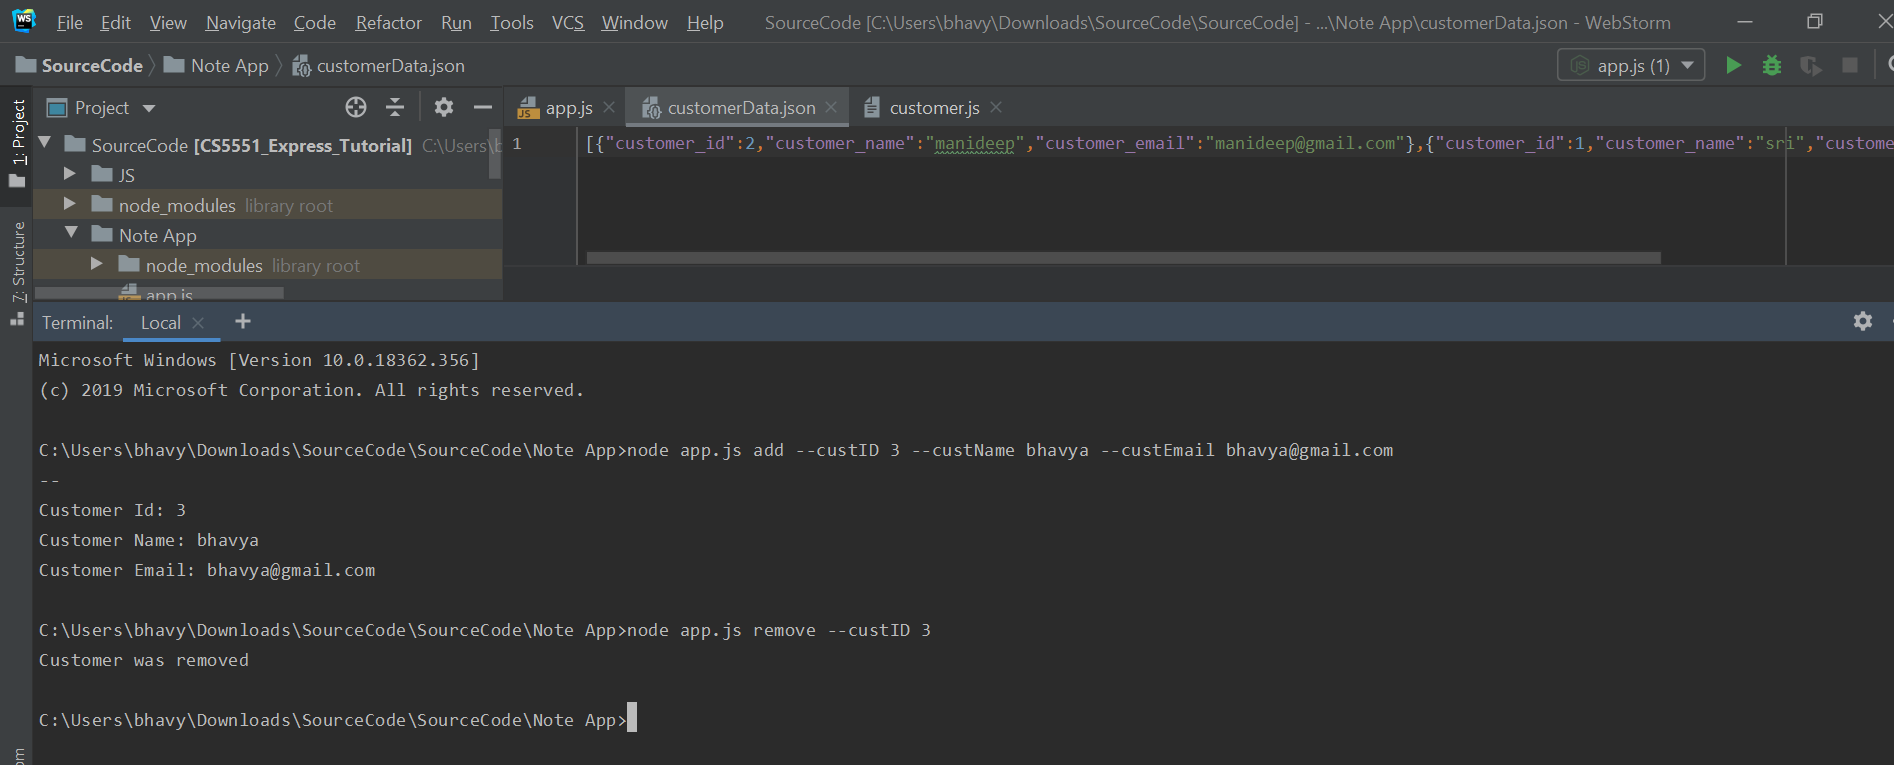 WS File Edit View Navigate Code Refactor Run Tools VCS Window Help SourceCode [C:\Users\bhavy\Downloads\SourceCode\SourceCode] - ...\Note App\customerData.json - WebStorm
SourceCode Note App customerData.json app.js (1)
1: Project
7: Structure
Project
app.js customerData.json customer.js
SourceCode [CS5551_Express_Tutorial] C:\Users\b
JS
node_modules library root
Note App
node_modules library root
app.js
1 [{"customer_id":2,"customer_name":"manideep","customer_email":"manideep@gmail.com"},{"customer_id":1,"customer_name":"sri","custome
Terminal: Local +
Microsoft Windows [Version 10.0.18362.356]
(c) 2019 Microsoft Corporation. All rights reserved.
C:\Users\bhavy\Downloads\SourceCode\SourceCode\Note App>node app.js add --custID 3 --custName bhavya --custEmail bhavya@gmail.com
--
Customer Id: 3
Customer Name: bhavya
Customer Email: bhavya@gmail.com
C:\Users\bhavy\Downloads\SourceCode\SourceCode\Note App>node app.js remove --custID 3
Customer was removed
C:\Users\bhavy\Downloads\SourceCode\SourceCode\Note App>